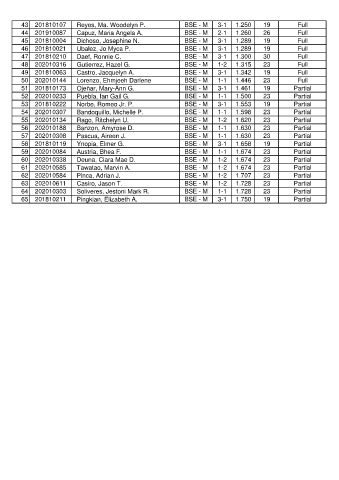 43 201810107 Reyes, Ma. Woodelyn P. BSE - M 3-1 1.250 19 Full
44 201910087 Capuz, Maria Angela A. BSE - M 2-1 1.260 26 Full
45 201810004 Dichoso, Josephine N. BSE - M 3-1 1.289 19 Full
46 201810021 Ubalez, Jo Myca P. BSE - M 3-1 1.289 19 Full
47 201810210 Daef, Ronnie C. BSE - M 3-1 1.300 30 Full
48 202010316 Gutierrez, Hazel G. BSE - M 1-2 1.315 23 Full
49 201810063 Castro, Jacquelyn A. BSE - M 3-1 1.342 19 Full
50 202010144 Lorenzo, Ehmjeeh Darlene BSE - M 1-1 1.446 23 Full
51 201810173 Ojeñar, Mary-Ann G. BSE - M 3-1 1.461 19 Partial
52 202010233 Puebla, Ian Gail G. BSE - M 1-1 1.500 23 Partial
53 201810222 Norbe, Romeo Jr. P. BSE - M 3-1 1.553 19 Partial
54 202010307 Bandoquillo, Michelle P. BSE - M 1-1 1.598 23 Partial
55 202010134 Rago, Ritchelyn U. BSE - M 1-2 1.620 23 Partial
56 202010188 Banzon, Amyrose D. BSE - M 1-1 1.630 23 Partial
57 202010308 Pascua, Aireen J. BSE - M 1-1 1.630 23 Partial
58 201810119 Ynopia, Elmer G. BSE - M 3-1 1.658 19 Partial
59 202010084 Austria, Bhea F. BSE - M 1-1 1.674 23 Partial
60 202010338 Deuna, Ciara Mae D. BSE - M 1-2 1.674 23 Partial
61 202010585 Tawatao, Marvin A. BSE - M 1-2 1.674 23 Partial
62 202010584 Pinca, Adrian J. BSE - M 1-2 1.707 23 Partial
63 202010611 Casiro, Jason T. BSE - M 1-2 1.728 23 Partial
64 202010303 Soliveres, Jestoni Mark R. BSE - M 1-1 1.728 23 Partial
65 201810211 Pingkian, Elizabeth A. BSE - M 3-1 1.750 19 Partial